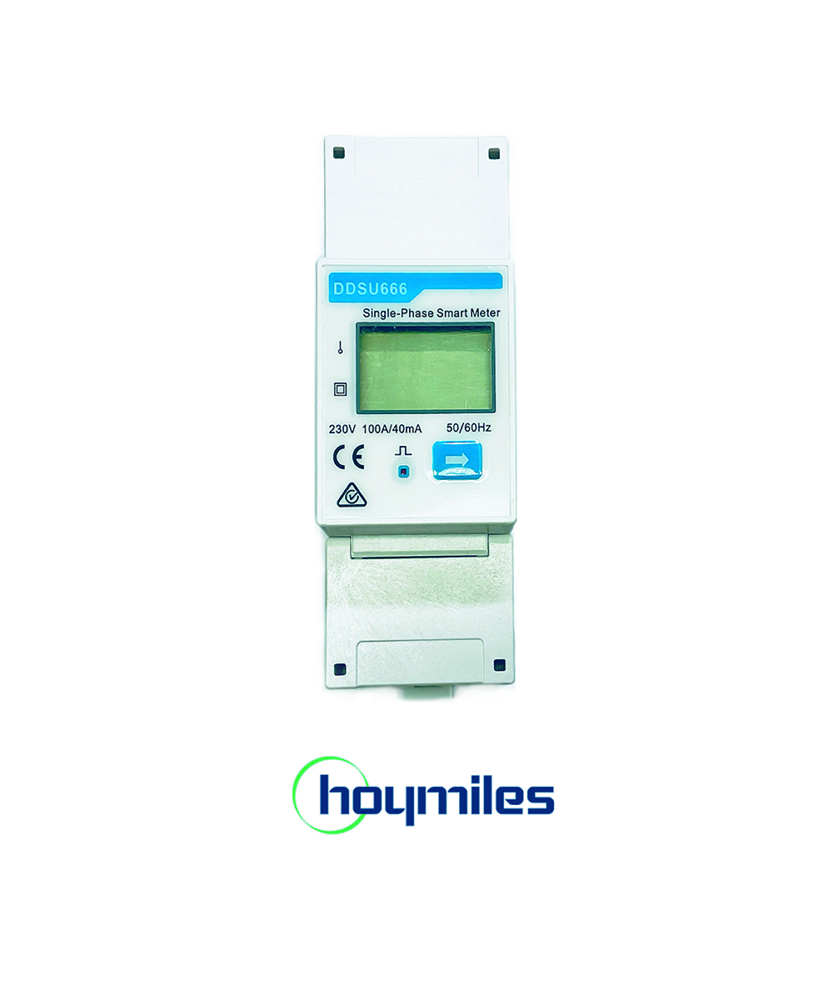 DDSU666
Single-Phase Smart Meter
230V 100A/40mA 50/60Hz
CE
hoymiles